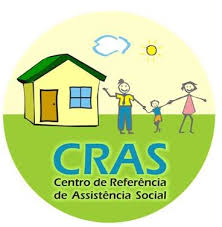 CRAS
Centro de Referência
de Assistência Social